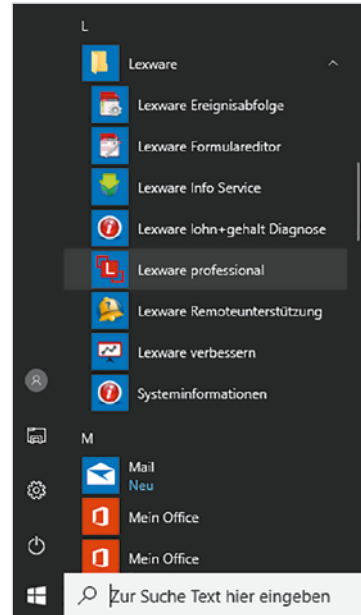 L
Lexware
Lexware Ereignisabfolge
Lexware Formulareditor
Lexware Info Service
Lexware lohn+gehalt Diagnose
Lexware professional
Lexware Remoteunterstützung
Lexware verbessern
Systeminformationen
M
Mail
Neu
Mein Office
Mein Office
Zur Suche Text hier eingeben